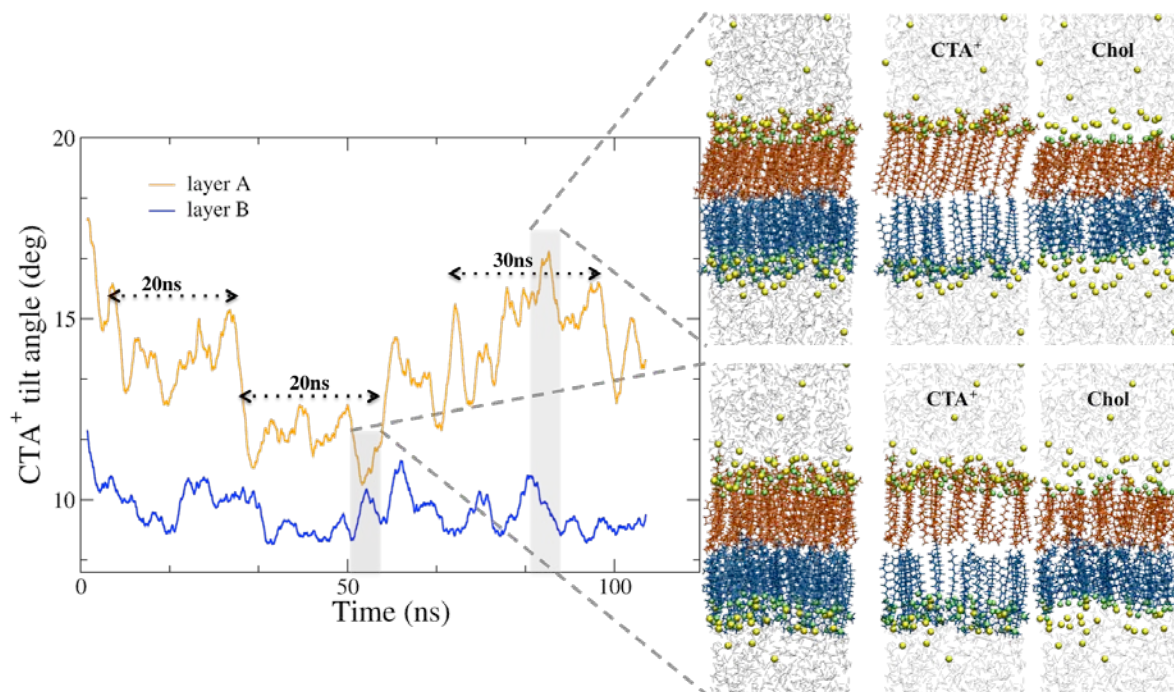 CTA+ Chol
20
layer A
layer B
30ns
20ns
15
20ns
CTA+ tilt angle (deg)
CTA+ Chol
10
0 50 100
Time (ns)